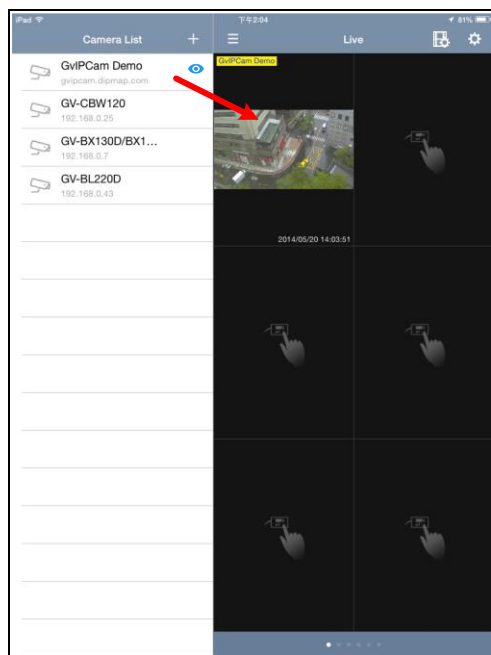 iPad
下午2:04
81%
Camera List
+
Live
GvIPCam Demo
gvipcam.dipmap.com
GV-CBW120
192.168.0.25
GV-BX130D/BX1...
192.168.0.7
GV-BL220D
192.168.0.43
GvIPCam Demo
2014/05/20 14:03:51